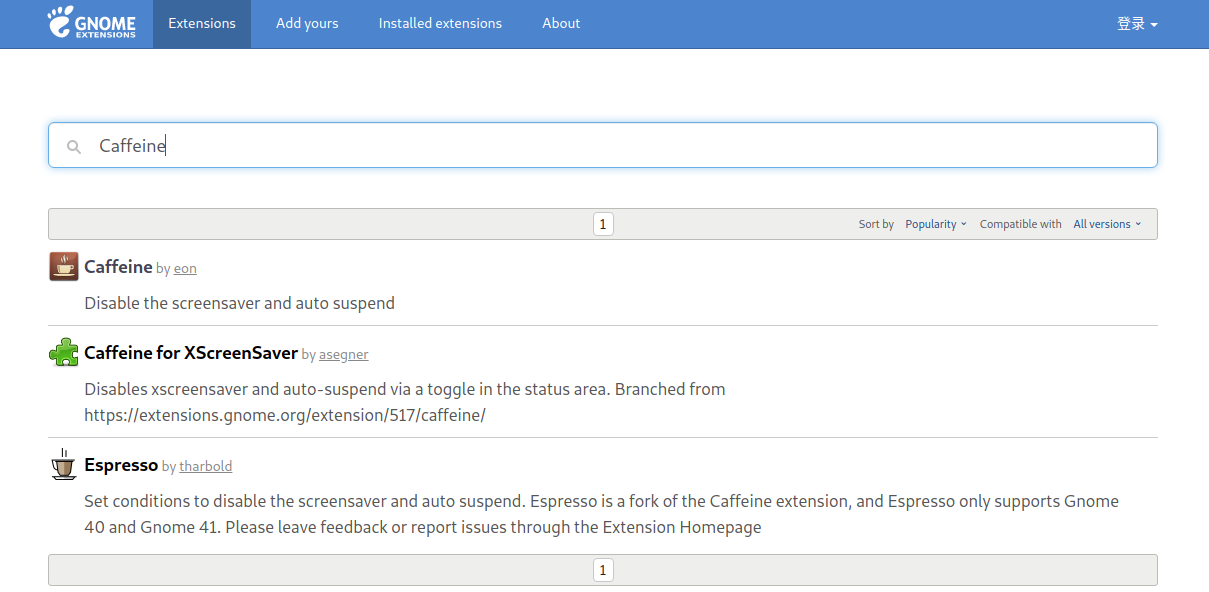 GNOME EXTENSIONS Extensions Add yours Installed extensions About 登录
Caffeine
1 Sort by Popularity Compatible with All versions
Caffeine by eon
Disable the screensaver and auto suspend
Caffeine for XScreenSaver by asegner
Disables xscreensaver and auto-suspend via a toggle in the status area. Branched from
https://extensions.gnome.org/extension/517/caffeine/
Espresso by tharbold
Set conditions to disable the screensaver and auto suspend. Espresso is a fork of the Caffeine extension, and Espresso only supports Gnome
40 and Gnome 41. Please leave feedback or report issues through the Extension Homepage
1